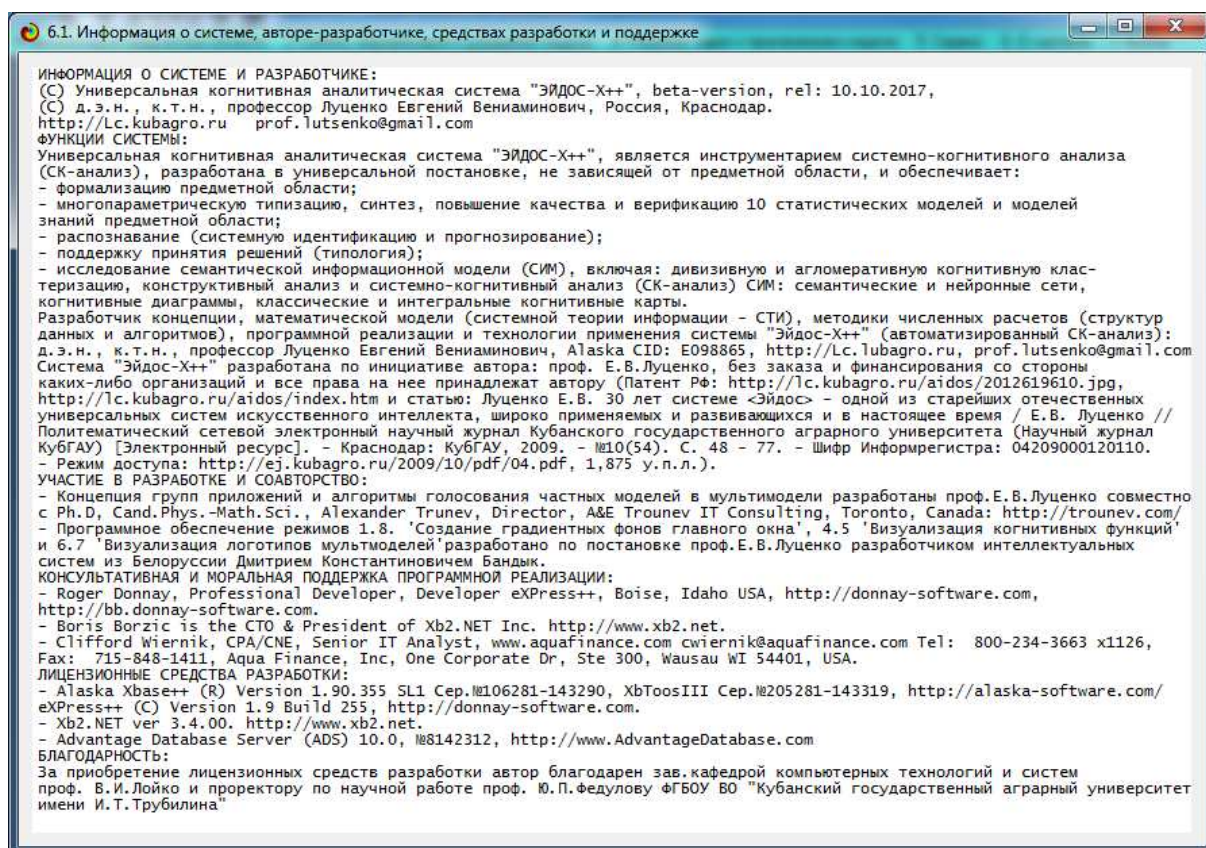 6.1. Информация о системе, авторе-разработчике, средствах разработки и поддержке
ИНФОРМАЦИЯ О СИСТЕМЕ И РАЗРАБОТЧИКЕ:
(C) Универсальная когнитивная аналитическая система "ЭЙДОС-X++", beta-version, rel: 10.10.2017,
(C) д.э.н., к.т.н., профессор Луценко Евгений Вениаминович, Россия, Краснодар.
http://Lc.kubagro.ru   prof.lutsenko@gmail.com
ФУНКЦИИ СИСТЕМЫ:
Универсальная когнитивная аналитическая система "ЭЙДОС-X++", является инструментарием системно-когнитивного анализа
(СК-анализ), разработана в универсальной постановке, не зависящей от предметной области, и обеспечивает:
- формализацию предметной области;
- многопараметрическую типизацию, синтез, повышение качества и верификацию 10 статистических моделей и моделей
знаний предметной области;
- распознавание (системную идентификацию и прогнозирование);
- поддержку принятия решений (типология);
- исследование семантической информационной модели (СИМ), включая: дивизивную и агломеративную когнитивную клас-
теризацию, конструктивный анализ и системно-когнитивный анализ (СК-анализ) СИМ: семантические и нейронные сети,
когнитивные диаграммы, классические и интегральные когнитивные карты.
Разработчик концепции, математической модели (системной теории информации - СТИ), методики численных расчетов (структур
данных и алгоритмов), программной реализации и технологии применения системы "Эйдос-X++" (автоматизированный СК-анализ):
д.э.н., к.т.н., профессор Луценко Евгений Вениаминович, Alaska CID: E098865, http://Lc.lubagro.ru, prof.lutsenko@gmail.com
Система "Эйдос-X++" разработана по инициативе автора: проф. Е.В.Луценко, без заказа и финансирования со стороны
каких-либо организаций и все права на нее принадлежат автору (Патент РФ: http://lc.kubagro.ru/aidos/2012619610.jpg,
http://lc.kubagro.ru/aidos/index.htm и статью: Луценко Е.В. 30 лет системе <Эйдос> - одной из старейших отечественных
универсальных систем искусственного интеллекта, широко применяемых и развивающихся и в настоящее время / Е.В. Луценко //
Политематический сетевой электронный научный журнал Кубанского государственного аграрного университета (Научный журнал
КубГАУ) [Электронный ресурс]. - Краснодар: КубГАУ, 2009. - №10(54). С. 48 - 77. - Шифр Информрегистра: 04209000120110.
- Режим доступа: http://ej.kubagro.ru/2009/10/pdf/04.pdf, 1,875 у.п.л.).
УЧАСТИЕ В РАЗРАБОТКЕ И СОАВТОРСТВО:
- Концепция групп приложений и алгоритмы голосования частных моделей в мультимодели разработаны проф.Е.В.Луценко совместно
с Ph.D, Cand.Phys.-Math.Sci., Alexander Trunev, Director, A&E Trounev IT Consulting, Toronto, Canada: http://trounev.com/
- Программное обеспечение режимов 1.8. 'Создание градиентных фонов главного окна', 4.5 'Визуализация когнитивных функций'
и 6.7 'Визуализация логотипов мультмоделей'разработано по постановке проф.Е.В.Луценко разработчиком интеллектуальных
систем из Белоруссии Дмитрием Константиновичем Бандык.
КОНСУЛЬТАТИВНАЯ И МОРАЛЬНАЯ ПОДДЕРЖКА ПРОГРАММНОЙ РЕАЛИЗАЦИИ:
- Roger Donnay, Professional Developer, Developer eXPress++, Boise, Idaho USA, http://donnay-software.com,
http://bb.donnay-software.com.
- Boris Borzic is the CTO & President of Xb2.NET Inc. http://www.xb2.net.
- Clifford Wiernik, CPA/CNE, Senior IT Analyst, www.aquafinance.com cwiernik@aquafinance.com Tel:  800-234-3663 x1126,
Fax:  715-848-1411, Aqua Finance, Inc, One Corporate Dr, Ste 300, Wausau WI 54401, USA.
ЛИЦЕНЗИОННЫЕ СРЕДСТВА РАЗРАБОТКИ:
- Alaska Xbase++ (R) Version 1.90.355 SL1 Сер.№106281-143290, XbToosIII Сер.№205281-143319, http://alaska-software.com/
eXPress++ (C) Version 1.9 Build 255, http://donnay-software.com.
- Xb2.NET ver 3.4.00. http://www.xb2.net.
- Advantage Database Server (ADS) 10.0, №8142312, http://www.AdvantageDatabase.com
БЛАГОДАРНОСТЬ:
За приобретение лицензионных средств разработки автор благодарен зав.кафедрой компьютерных технологий и систем
проф. В.И.Лойко и проректору по научной работе проф. Ю.П.Федулову ФГБОУ ВО "Кубанский государственный аграрный университет
имени И.Т.Трубилина"